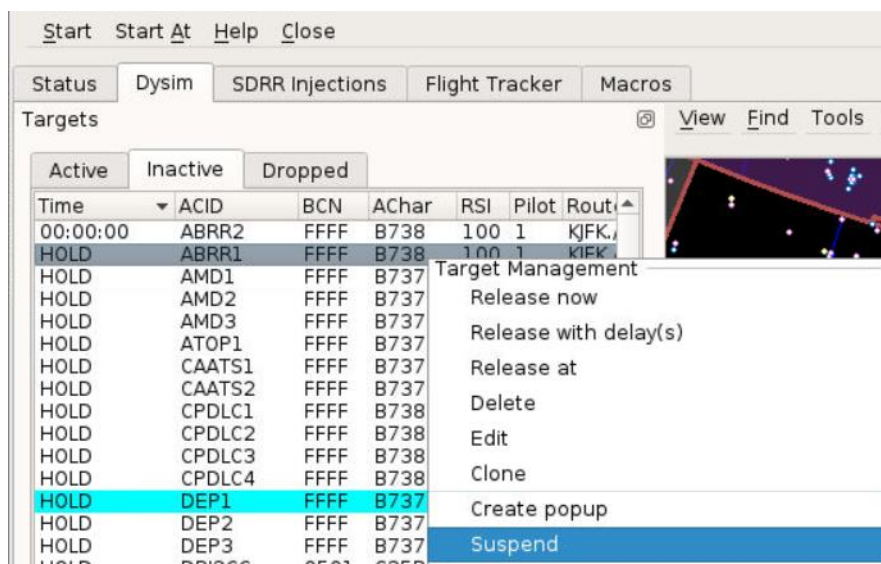 Start Start At Help Close
Status Dysim SDRR Injections Flight Tracker Macros
Targets View Find Tools
Active Inactive Dropped
Time ACID BCN AChar RSI Pilot
00:00:00 ABRR2 FFFF B738 100 1 KJFK./
HOLD ABRR1 FFFF B738 100 1 KJFK
HOLD AMD1 FFFF B737 Target Management
HOLD AMD2 FFFF B737 Release now
HOLD AMD3 FFFF B737
HOLD ATOP1 FFFF B737 Release with delay(s)
HOLD CAATS1 FFFF B737 Release at
HOLD CAATS2 FFFF B737
HOLD CPDLC1 FFFF B738 Delete
HOLD CPDLC2 FFFF B738 Edit
HOLD CPDLC3 FFFF B738
HOLD CPDLC4 FFFF B738 Clone
HOLD DEP1 FFFF B737 Create popup
HOLD DEP2 FFFF B737
HOLD DEP3 FFFF B737 Suspend